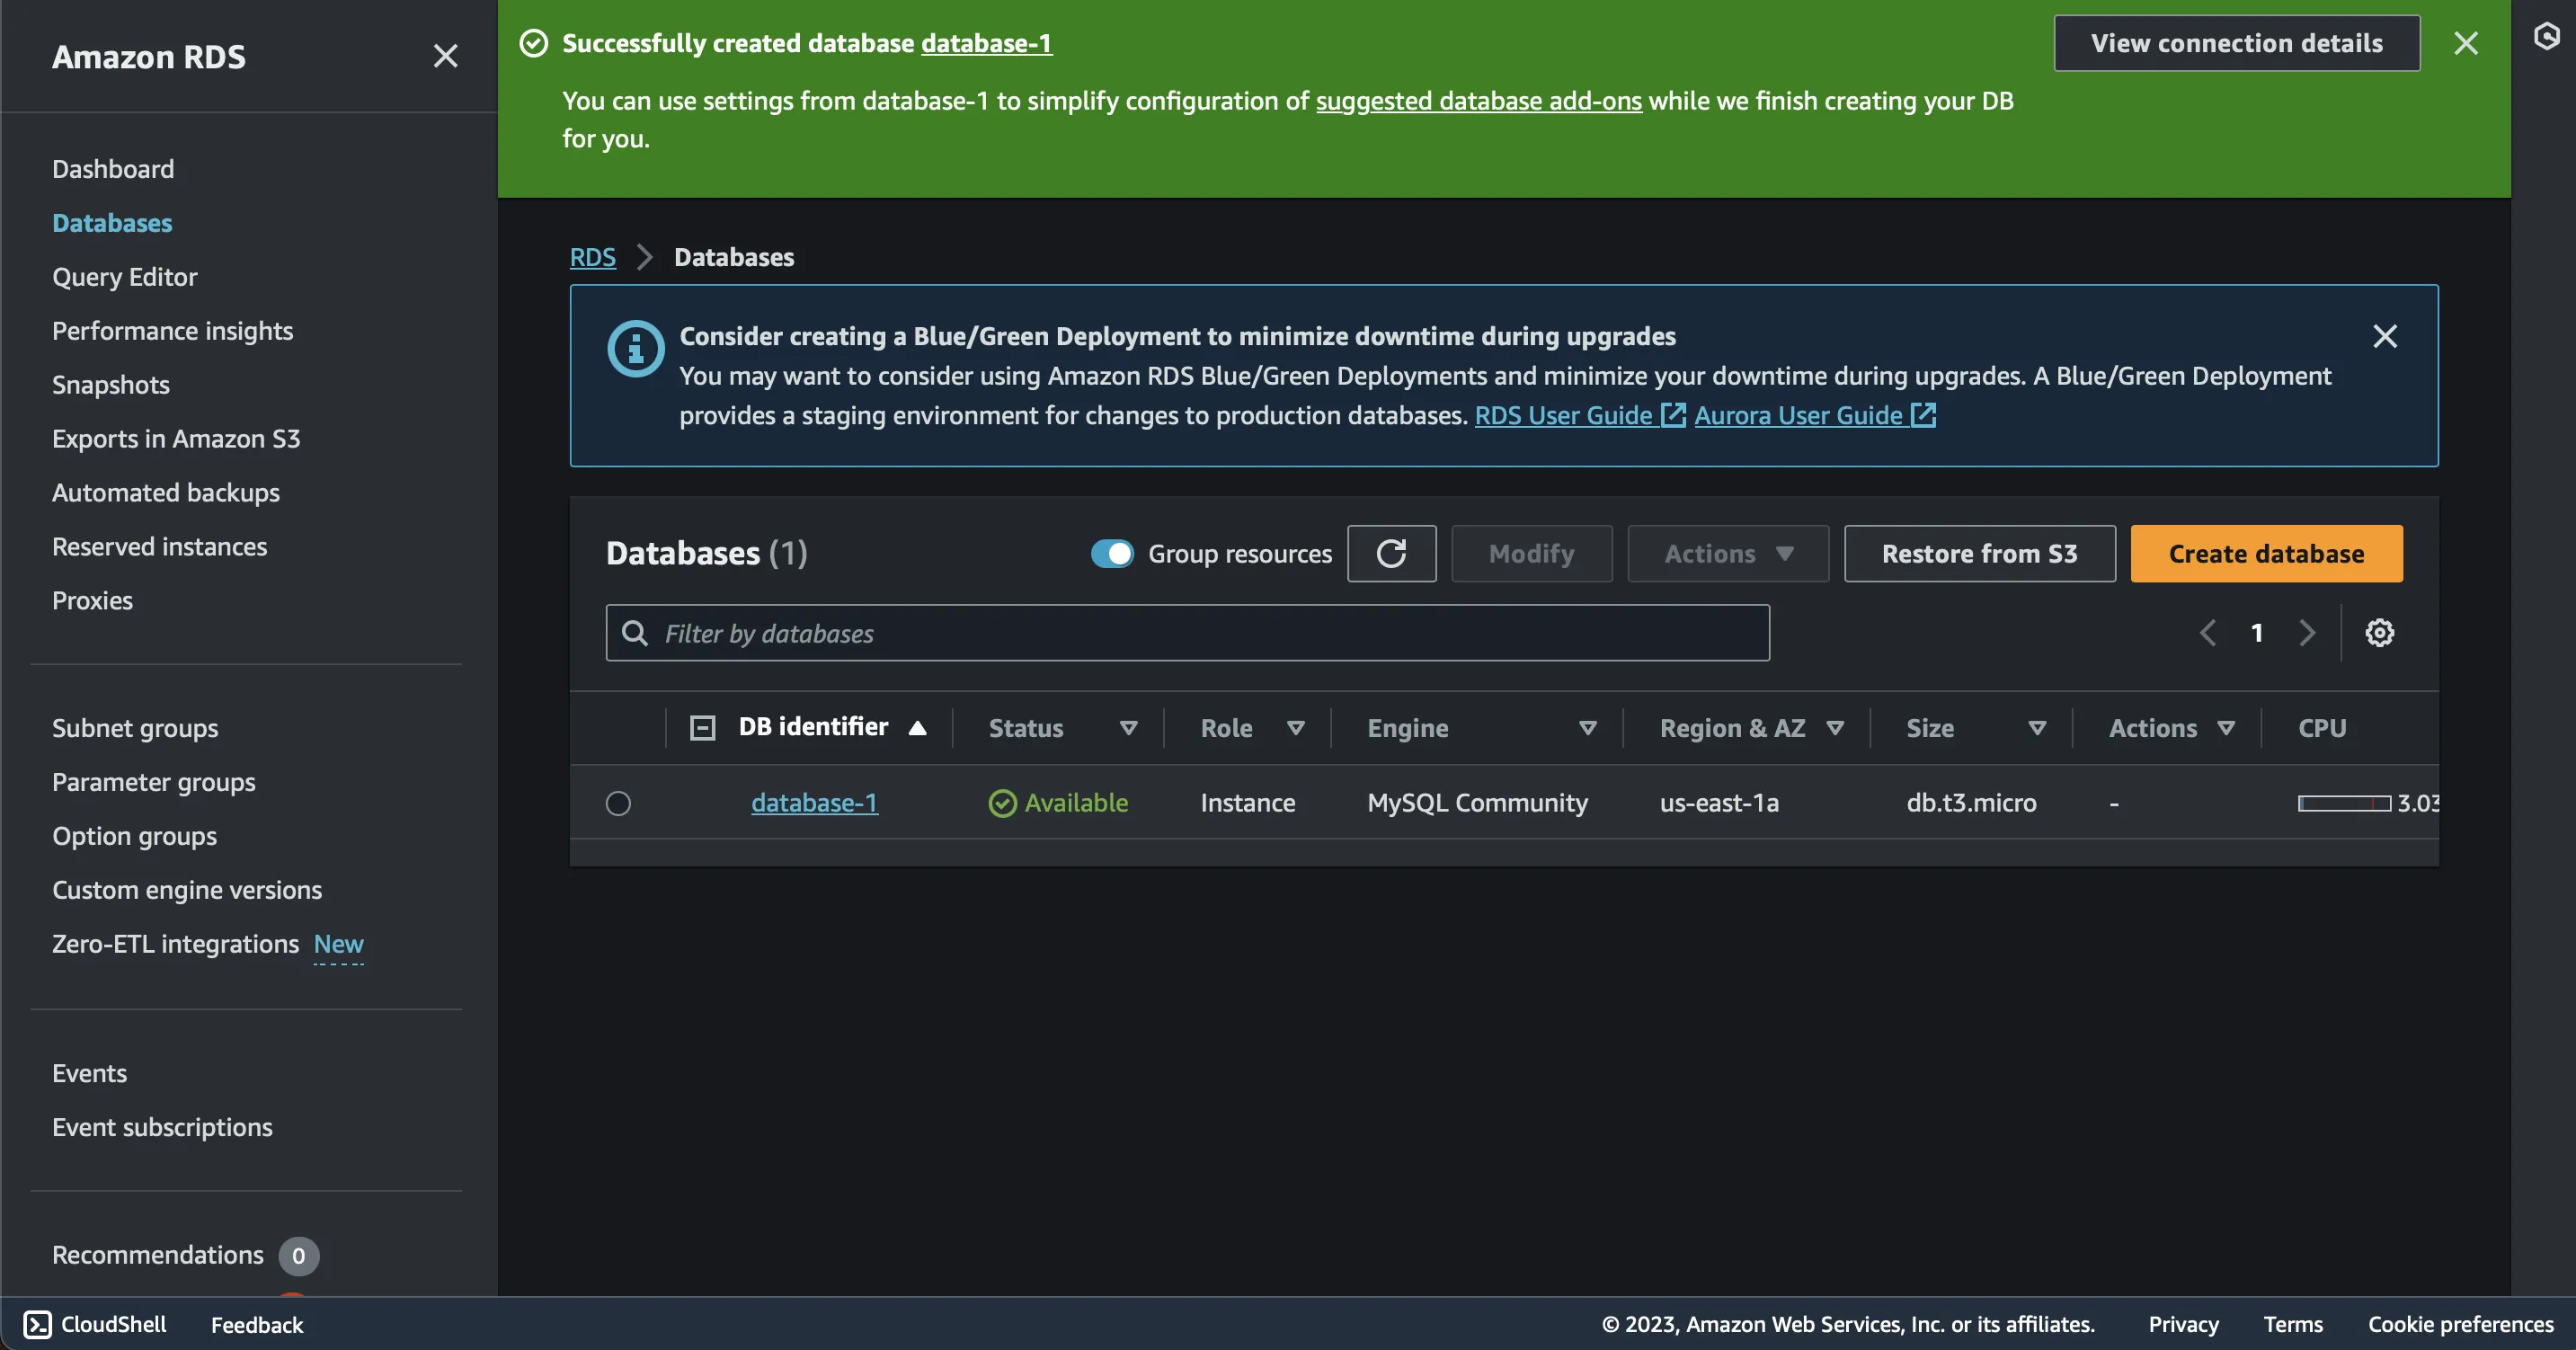 Amazon RDS
Dashboard
Databases
Query Editor
Performance insights
Snapshots
Exports in Amazon S3
Automated backups
Reserved instances
Proxies
Subnet groups
Parameter groups
Option groups
Custom engine versions
Zero-ETL integrations New
Events
Event subscriptions
Recommendations 0
Successfully created database database-1
View connection details
You can use settings from database-1 to simplify configuration of suggested database add-ons while we finish creating your DB
for you.
RDS Databases
Consider creating a Blue/Green Deployment to minimize downtime during upgrades
You may want to consider using Amazon RDS Blue/Green Deployments and minimize your downtime during upgrades. A Blue/Green Deployment
provides a staging environment for changes to production databases. RDS User Guide Aurora User Guide
Databases (1) Group resources Modify Actions Restore from S3 Create database
Filter by databases 1
DB identifier Status Role Engine Region & AZ Size Actions CPU
database-1 Available Instance MySQL Community us-east-1a db.t3.micro - 3.03
CloudShell Feedback © 2023, Amazon Web Services, Inc. or its affiliates. Privacy Terms Cookie preferences